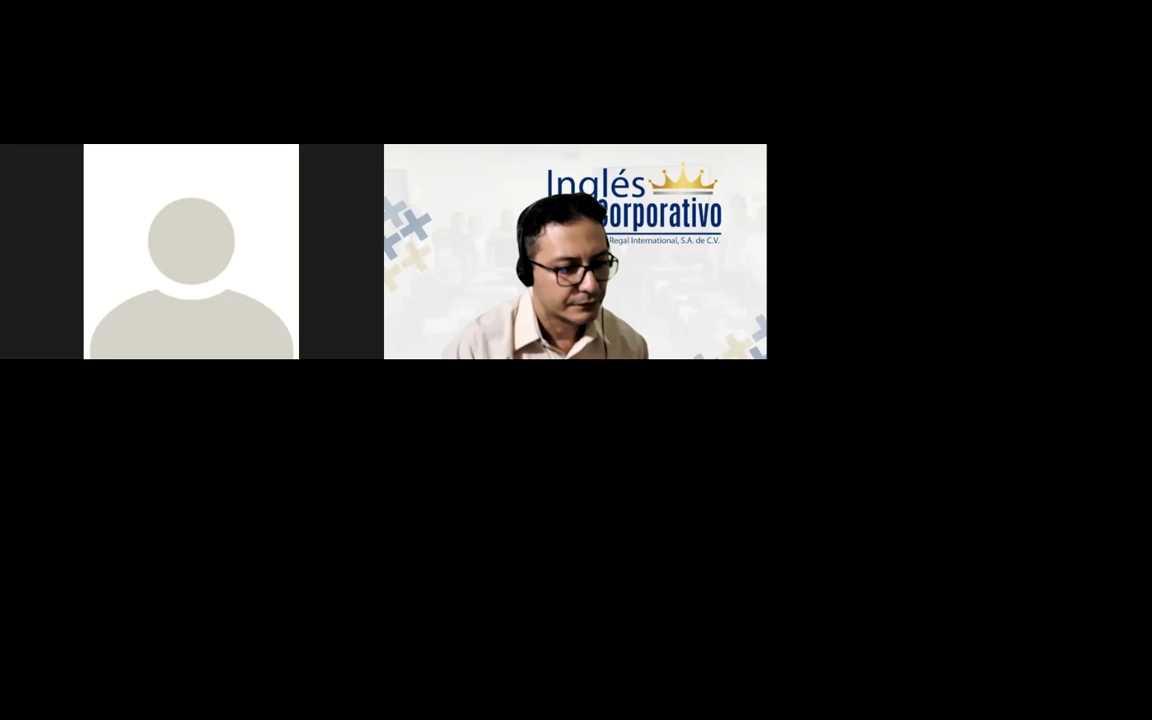 Inglés
Corporativo
Regal International, S.A. de C.V.